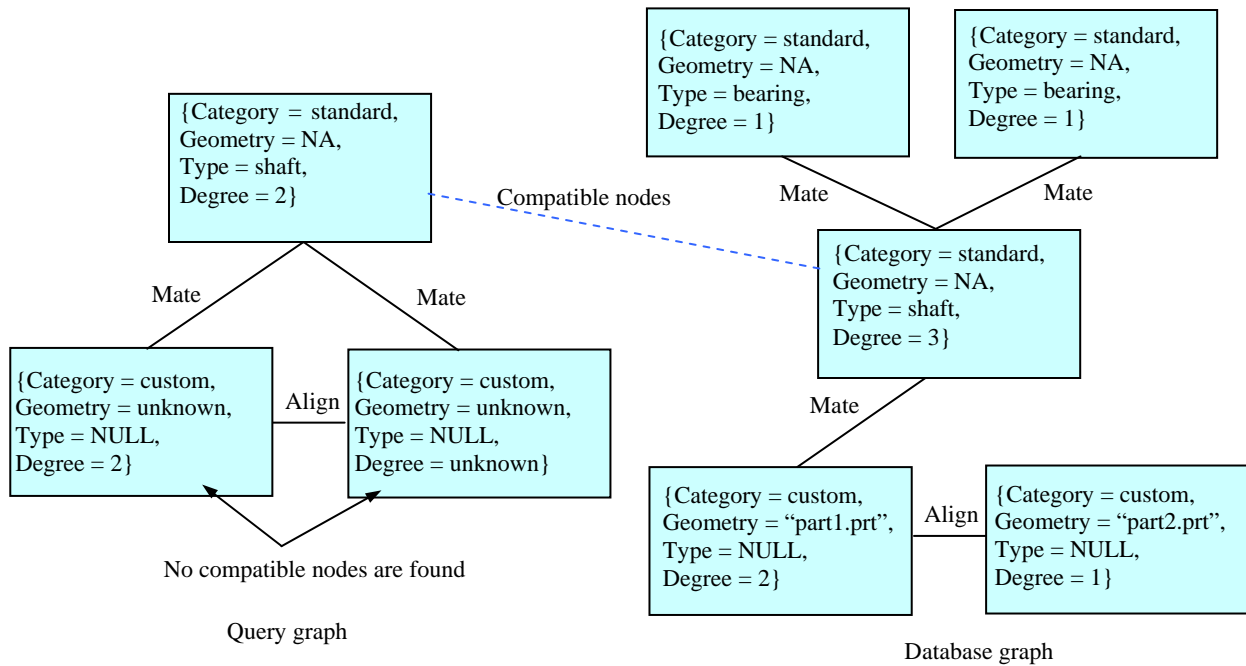 {Category = standard,
Geometry = NA,
Type = shaft,
Degree = 2}
Mate
Mate
{Category = custom,
Geometry = unknown,
Type = NULL,
Degree = 2}
Align
{Category = custom,
Geometry = unknown,
Type = NULL,
Degree = unknown}
No compatible nodes are found
Query graph
Compatible nodes
{Category = standard,
Geometry = NA,
Type = bearing,
Degree = 1}
{Category = standard,
Geometry = NA,
Type = bearing,
Degree = 1}
Mate
Mate
{Category = standard,
Geometry = NA,
Type = shaft,
Degree = 3}
Mate
{Category = custom,
Geometry = “part1.prt”,
Type = NULL,
Degree = 2}
Align
{Category = custom,
Geometry = “part2.prt”,
Type = NULL,
Degree = 1}
Database graph